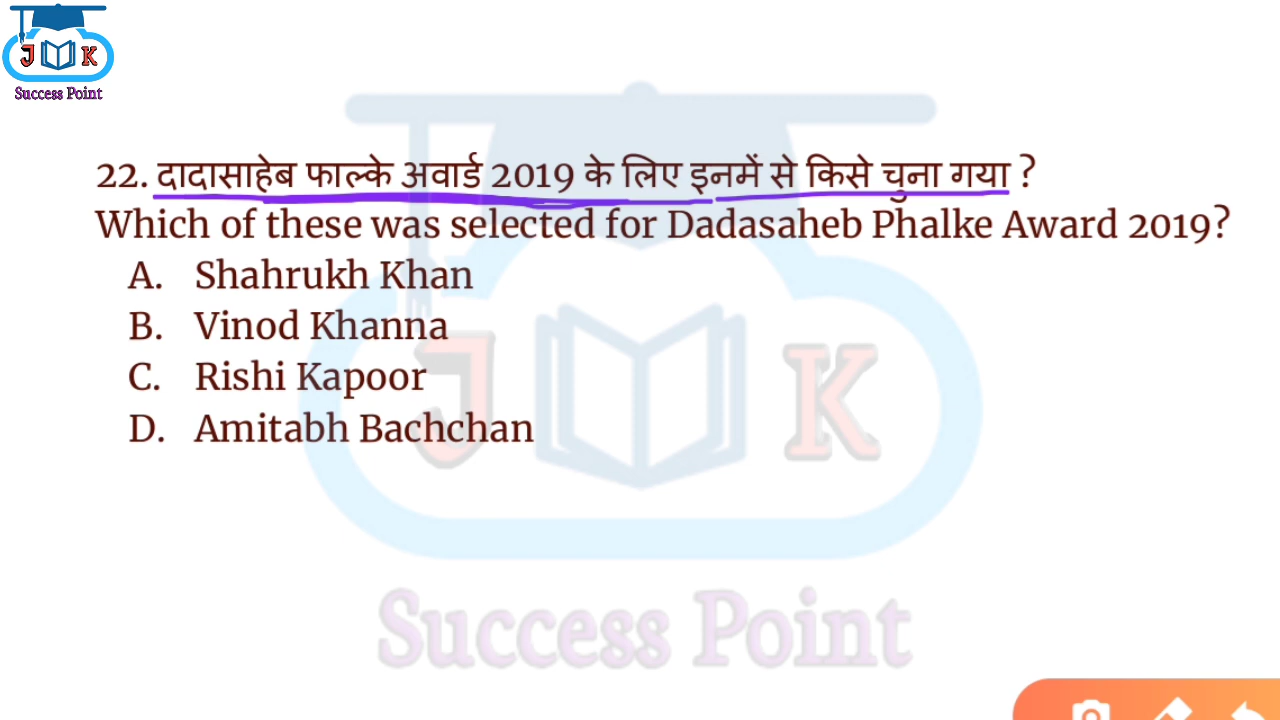 J K
Success Point
22. दादासाहेब फाल्के अवार्ड 2019 के लिए इनमें से किसे चुना गया ?
Which of these was selected for Dadasaheb Phalke Award 2019?
A. Shahrukh Khan
B. Vinod Khanna
C. Rishi Kapoor
D. Amitabh Bachchan
J K
Success Point